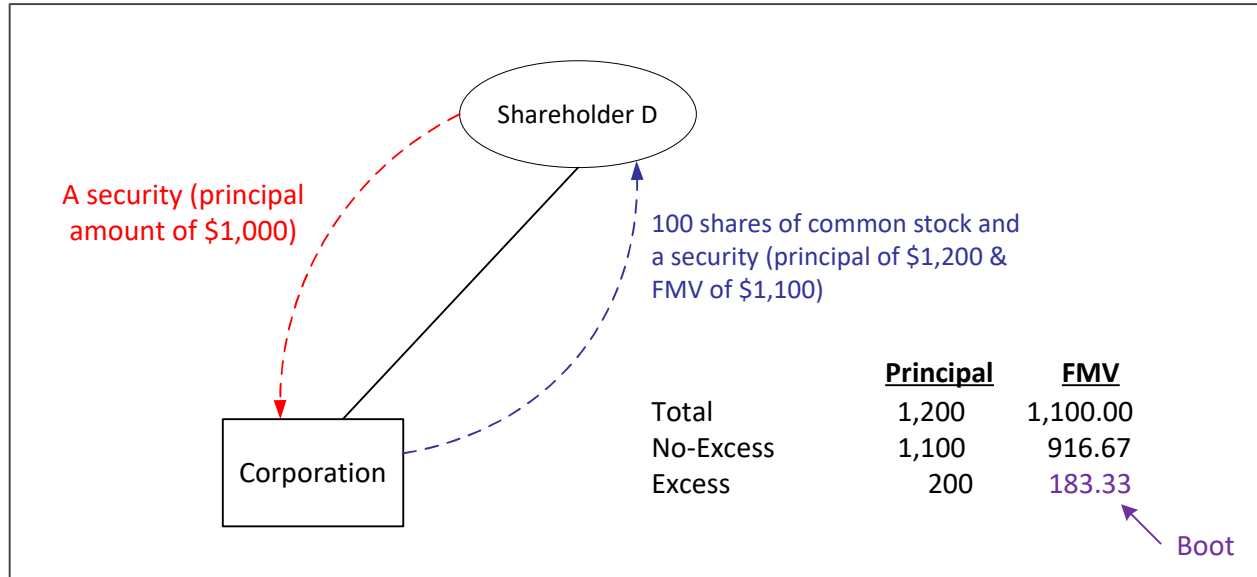 Shareholder D
A security (principal
amount of $1,000)
100 shares of common stock and
a security (principal of $1,200 &
FMV of $1,100)
Corporation
Principal FMV
Total 1,200 1,100.00
No-Excess 1,100 916.67
Excess 200 183.33
Boot